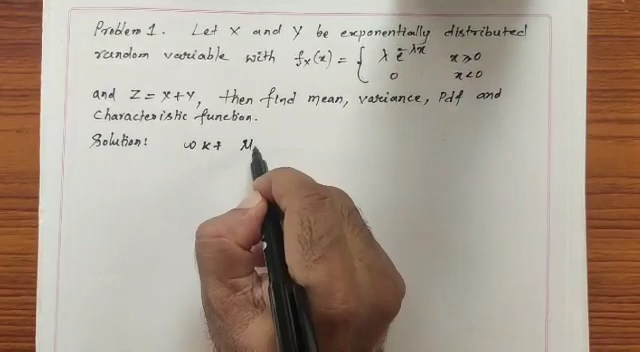 Problem 1. Let X and Y be exponentially distributed
random variable with fx(x) = { λ e^-λx x ≥ 0
0 x < 0
and Z = X+Y, then find mean, variance, Pdf and
Characteristic function.
Solution: WKT M